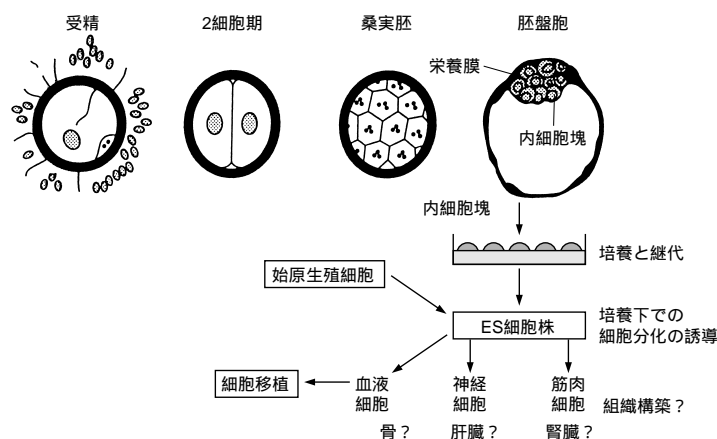 受精
2細胞期
桑実胚
胚盤胞
栄養膜
内細胞塊
内細胞塊
培養と継代
始原生殖細胞
ES細胞株
培養下での
細胞分化の誘導
細胞移植
血液
細胞
神経
細胞
筋肉
細胞
組織構築？
骨？
肝臓？
腎臓？